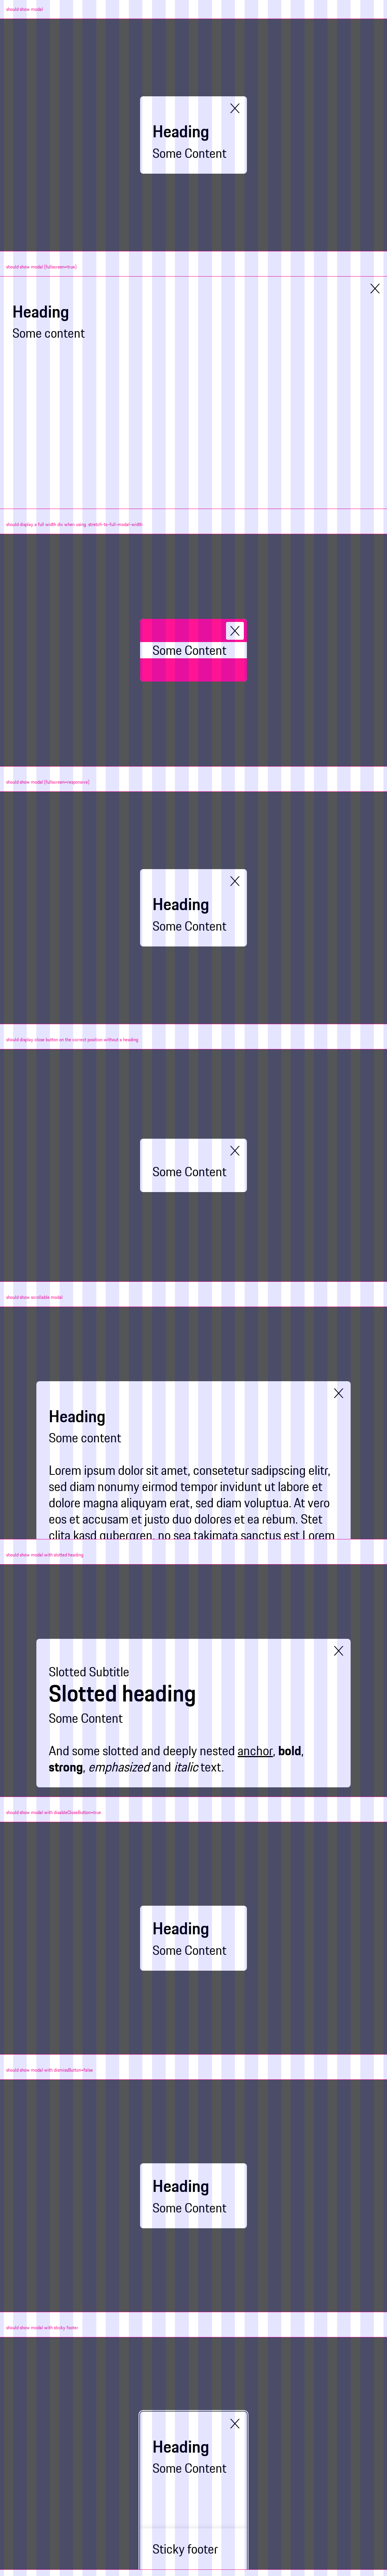 should show modal
Heading
Some Content
should show modal (fullscreen=true)
Heading
Some content
should display a full width div when using .stretch-to-full-modal-width
Some Content
should show modal (fullscreen=responsive)
Heading
Some Content
should display close button on the correct position without a heading
Some Content
should show scrollable modal
Heading
Some content
Lorem ipsum dolor sit amet, consetetur sadipscing elitr,
sed diam nonumy eirmod tempor invidunt ut labore et
dolore magna aliquyam erat, sed diam voluptua. At vero
eos et accusam et justo duo dolores et ea rebum. Stet
clita kasd gubergren, no sea takimata sanctus est Lorem
should show modal with slotted heading
Slotted Subtitle
Slotted heading
Some Content
And some slotted and deeply nested anchor, bold,
strong, emphasized and italic text.
should show modal with disableCloseButton=true
Heading
Some Content
should show modal with dismissButton=false
Heading
Some Content
should show modal with sticky footer
Heading
Some Content
Sticky footer